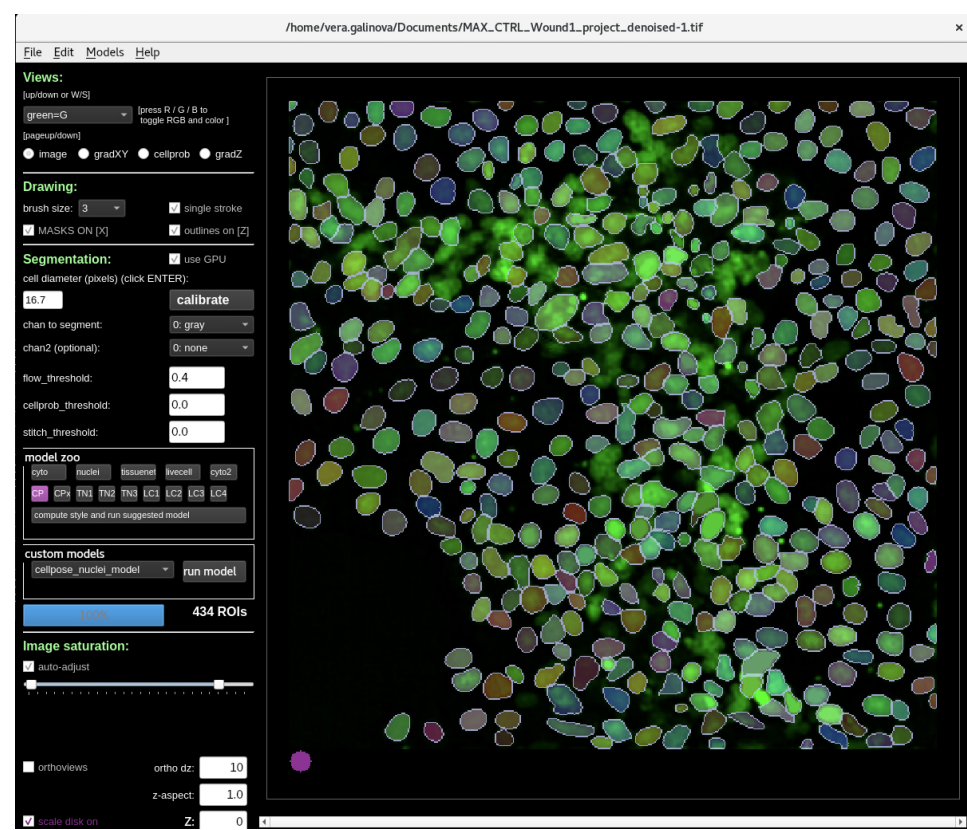 /home/vera.galinova/Documents/MAX_CTRL_Wound1_project_denoised-1.tif ×
File Edit Models Help
Views:
[up/down or W/S]
green=G [press R / G / B to
toggle RGB and color ]
[pageup/down]
image gradXY cellprob gradZ
Drawing:
brush size: 3 single stroke
MASKS ON [X] outlines on [Z]
Segmentation: use GPU
cell diameter (pixels) (click ENTER):
16.7 calibrate
chan to segment: 0: gray
chan2 (optional): 0: none
flow_threshold: 0.4
cellprob_threshold: 0.0
stitch_threshold: 0.0
model zoo
cyto nuclei tissuenet livecell cyto2
CP CPx TN1 TN2 TN3 LC1 LC2 LC3 LC4
compute style and run suggested model
custom models
cellpose_nuclei_model run model
100% 434 ROIs
Image saturation:
auto-adjust
orthoviews ortho dz: 10
z-aspect: 1.0
scale disk on Z: 0